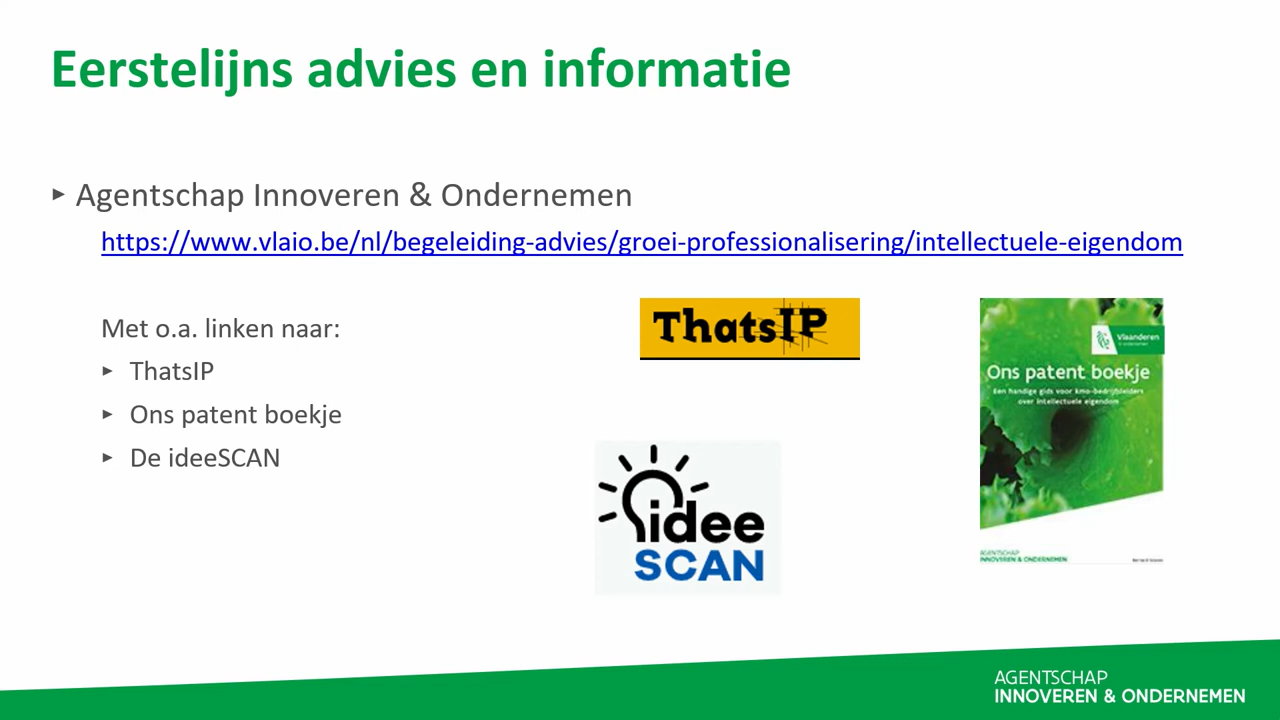 Eerstelijns advies en informatie
▸ Agentschap Innoveren & Ondernemen
https://www.vlaio.be/nl/begeleiding-advies/groei-professionalisering/intellectuele-eigendom
Met o.a. linken naar:
▸ ThatsIP
▸ Ons patent boekje
▸ De ideeSCAN
ThatsIP
idee
SCAN
Vlaanderen
is ondernemen
Ons patent boekje
Een handige gids voor kmo-bedrijfsleiders
over intellectuele eigendom
AGENTSCHAP
INNOVEREN & ONDERNEMEN
AGENTSCHAP
INNOVEREN & ONDERNEMEN